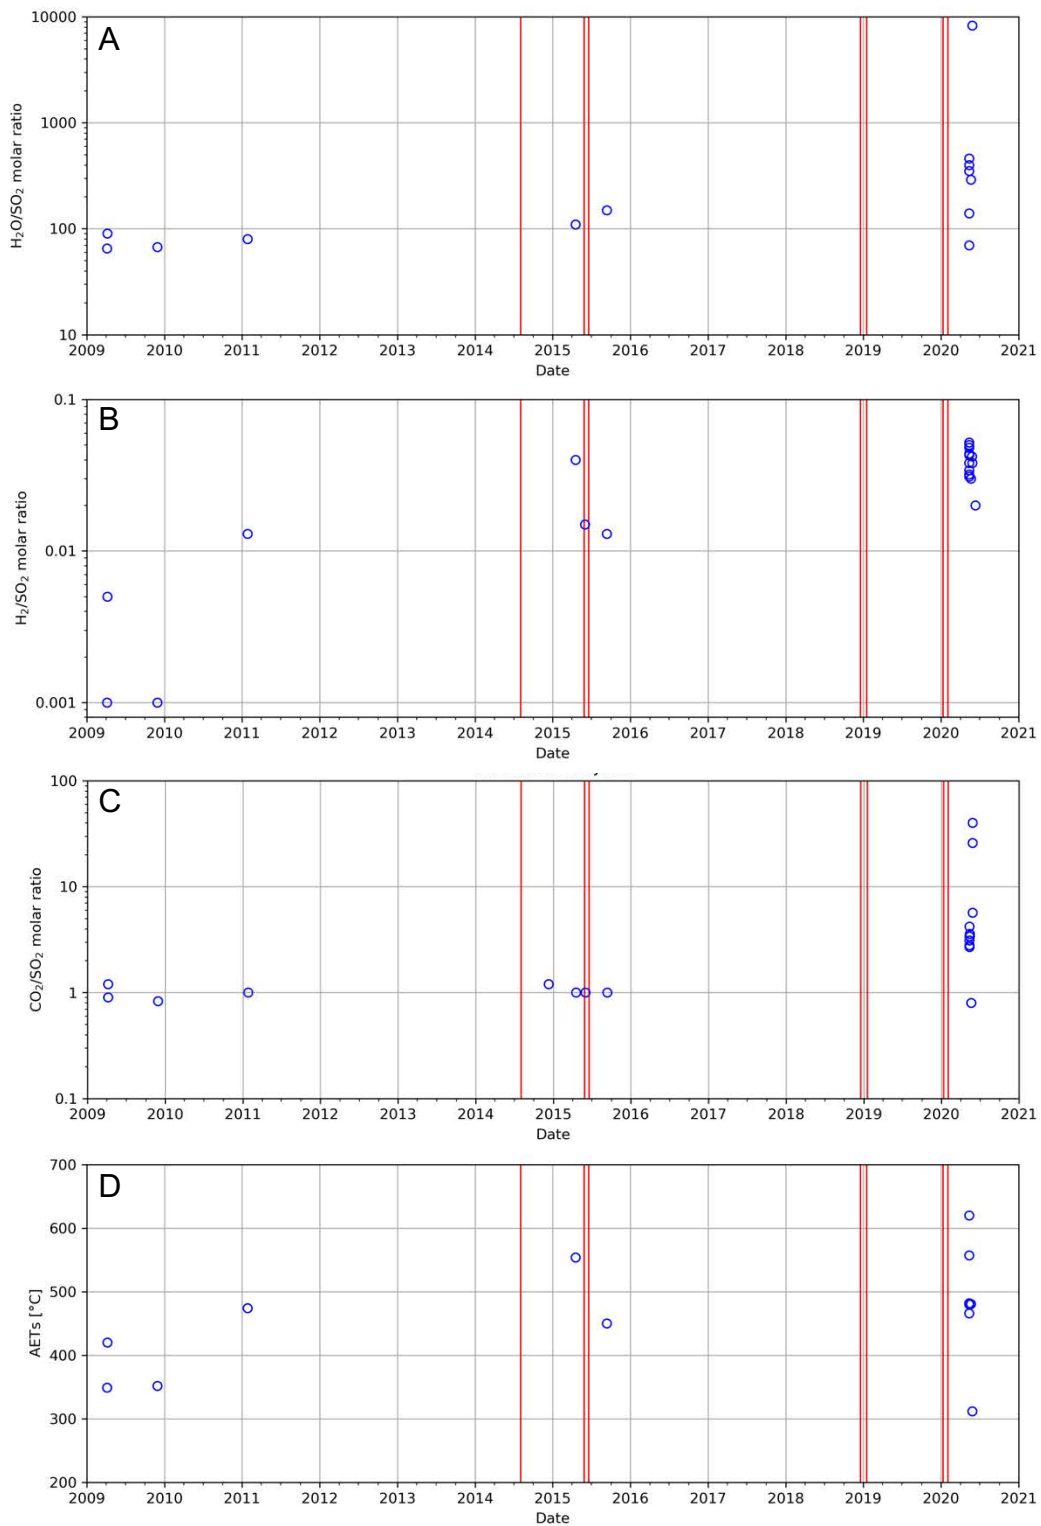 A
10000
1000
100
10
H₂O/SO₂ molar ratio
2009 2010 2011 2012 2013 2014 2015 2016 2017 2018 2019 2020 2021
Date
B
0.1
0.01
0.001
H₂/SO₂ molar ratio
2009 2010 2011 2012 2013 2014 2015 2016 2017 2018 2019 2020 2021
Date
C
100
10
1
0.1
CO₂/SO₂ molar ratio
2009 2010 2011 2012 2013 2014 2015 2016 2017 2018 2019 2020 2021
Date
D
700
600
500
400
300
200
AETs [°C]
2009 2010 2011 2012 2013 2014 2015 2016 2017 2018 2019 2020 2021
Date